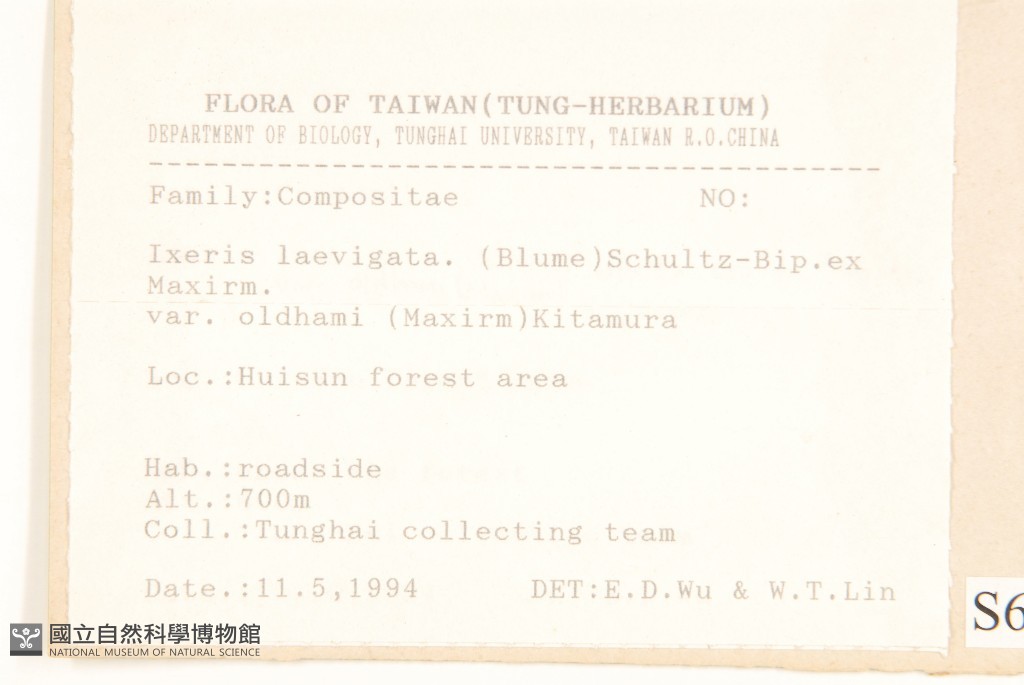 FLORA OF TAIWAN(TUNG-HERBARIUM)
DEPARTMENT OF BIOLOGY, TUNGHAI UNIVERSITY, TAIWAN R.O.CHINA
Family:Compositae NO:
Ixeris laevigata. (Blume)Schultz-Bip.ex
Maxirm.
var. oldhami (Maxirm)Kitamura
Loc.:Huisun forest area
Hab.:roadside
Alt.:700m
Coll.:Tunghai collecting team
Date.:11.5,1994 DET:E.D.Wu & W.T.Lin
S6
國立自然科學博物館
NATIONAL MUSEUM OF NATURAL SCIENCE